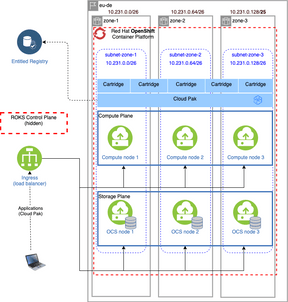 eu-de
10.231.0.0/26
10.231.0.64/26
10.231.0.128/25
zone-1
zone-2
zone-3
Red Hat OpenShift
Container Platform
subnet-zone-1
10.231.0.0/26
subnet-zone-2
10.231.0.64/26
subnet-zone-3
10.231.0.128/26
Entitled Registry
Cartridge
Cartridge
Cartridge
Cartridge
Cartridge
Cloud Pak
ROKS Control Plane
(hidden)
Compute Plane
Compute node 1
Compute node 2
Compute node 3
Ingress
(load balancer)
Storage Plane
OCS node 1
OCS node 2
OCS node 3
Applications
(Cloud Pak)